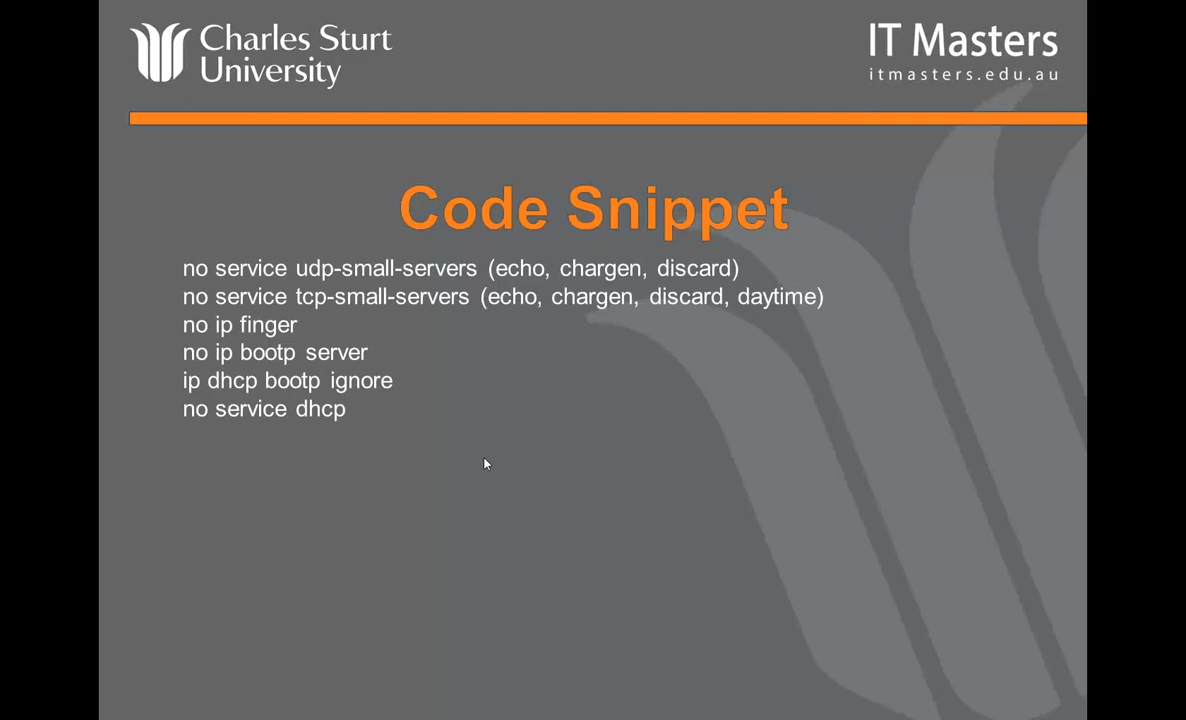 Charles Sturt
University
IT Masters
itmasters.edu.au
Code Snippet
no service udp-small-servers (echo, chargen, discard)
no service tcp-small-servers (echo, chargen, discard, daytime)
no ip finger
no ip bootp server
ip dhcp bootp ignore
no service dhcp